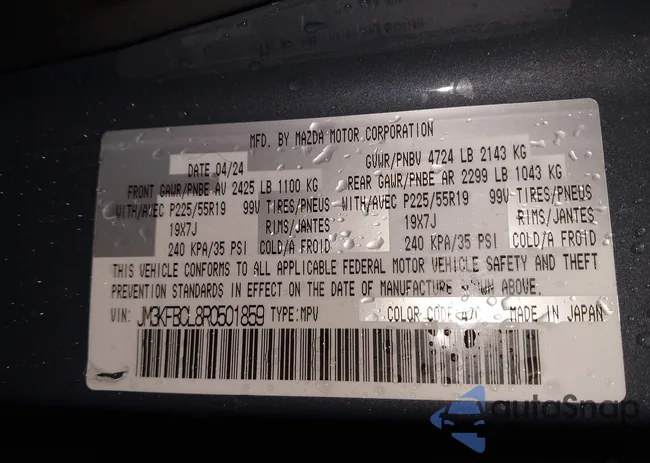 MFD. BY MAZDA MOTOR CORPORATION
DATE 04/24 GVWR/PNBV 4724 LB 2143 KG
FRONT GAWR/PNBE AV 2425 LB 1100 KG REAR GAWR/PNBE AR 2299 LB 1043 KG
WITH/AVEC P225/55R19 99V TIRES/PNEUS WITH/AVEC P225/55R19 99V TIRES/PNEUS
19X7J RIMS/JANTES 19X7J RIMS/JANTES
240 KPA/35 PSI COLD/A FROID 240 KPA/35 PSI COLD/A FROID
THIS VEHICLE CONFORMS TO ALL APPLICABLE FEDERAL MOTOR VEHICLE SAFETY AND THEFT
PREVENTION STANDARDS IN EFFECT ON THE DATE OF MANUFACTURE SHOWN ABOVE.
VIN: JM3KFBCL8R0501859 TYPE:MPV COLOR CODE 47C MADE IN JAPAN
autoSnap